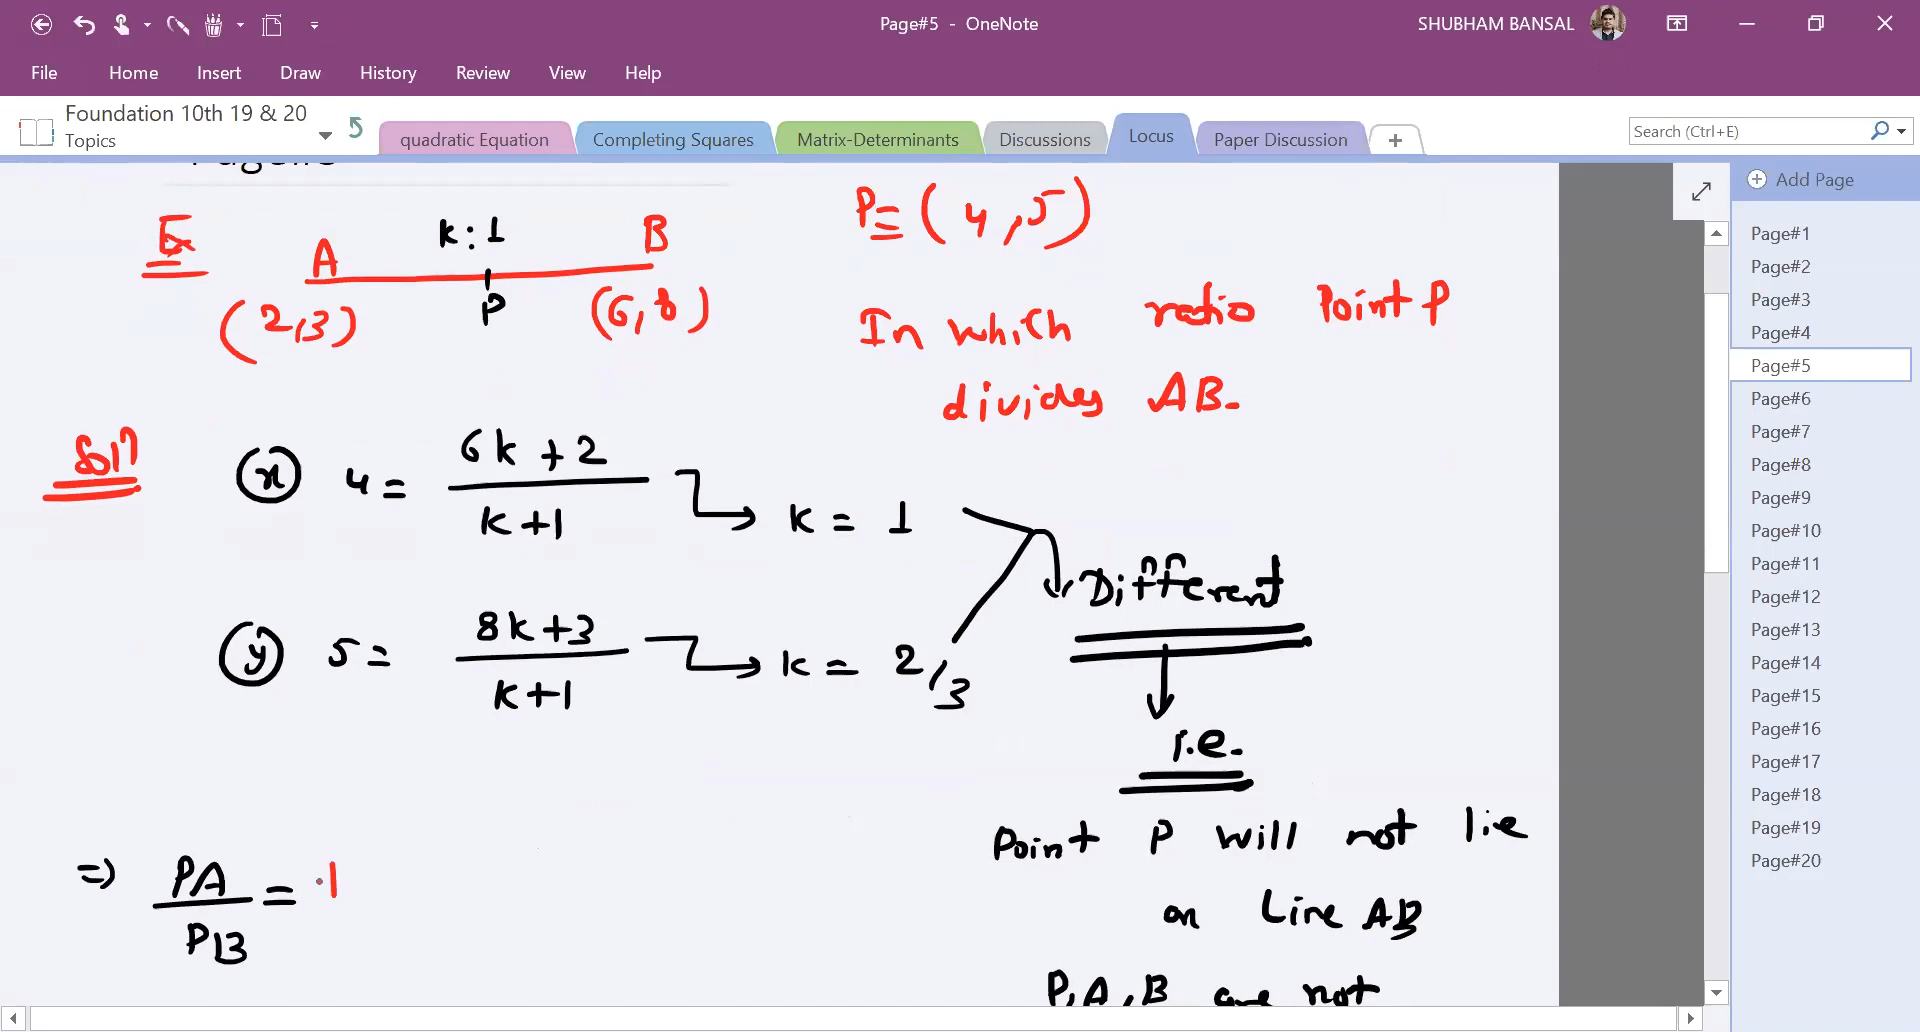 Page#5 - OneNote
SHUBHAM BANSAL
File Home Insert Draw History Review View Help
Foundation 10th 19 & 20
Topics
quadratic Equation Completing Squares Matrix-Determinants Discussions Locus Paper Discussion +
Search (Ctrl+E)
Add Page
Page#1
Page#2
Page#3
Page#4
Page#5
Page#6
Page#7
Page#8
Page#9
Page#10
Page#11
Page#12
Page#13
Page#14
Page#15
Page#16
Page#17
Page#18
Page#19
Page#20
Ex
A k:1 B
P
(2,3) (6,8)
P≡ (4,5)
In which ratio Point P
divides AB.
Solⁿ
x 4 = 6k+2 / k+1 → k = 1
y 5 = 8k+3 / k+1 → k = 2/3
Different
i.e.
Point P will not lie
on Line AB
P, A, B are not
=> PA / PB = 1